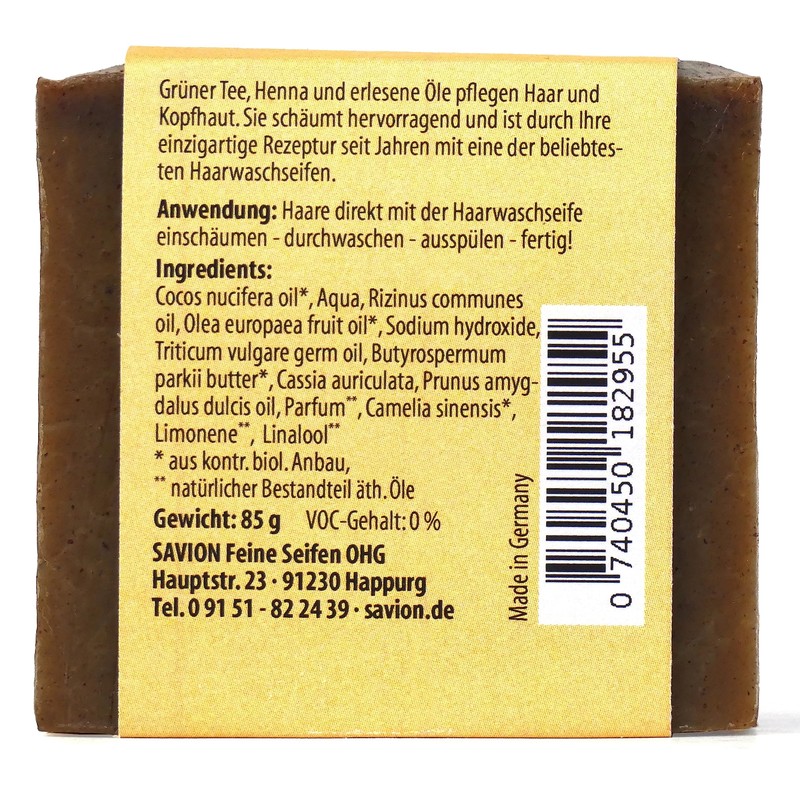 Grüner Tee, Henna und erlesene Öle pflegen Haar und
Kopfhaut. Sie schäumt hervorragend und ist durch Ihre
einzigartige Rezeptur seit Jahren mit eine der beliebtes-
ten Haarwaschseifen.
Anwendung: Haare direkt mit der Haarwaschseife
einschäumen - durchwaschen - ausspülen - fertig!
Ingredients:
Cocos nucifera oil*, Aqua, Rizinus communes
oil, Olea europaea fruit oil*, Sodium hydroxide,
Triticum vulgare germ oil, Butyrospermum
parkii butter*, Cassia auriculata, Prunus amyg-
dalus dulcis oil, Parfum**, Camelia sinensis*,
Limonene**, Linalool**
* aus kontr. biol. Anbau,
** natürlicher Bestandteil äth. Öle
Gewicht: 85 g VOC-Gehalt: 0 %
SAVION Feine Seifen OHG
Hauptstr. 23 · 91230 Happurg
Tel. 0 91 51 - 82 24 39 · savion.de
Made in Germany
0 740450 182955